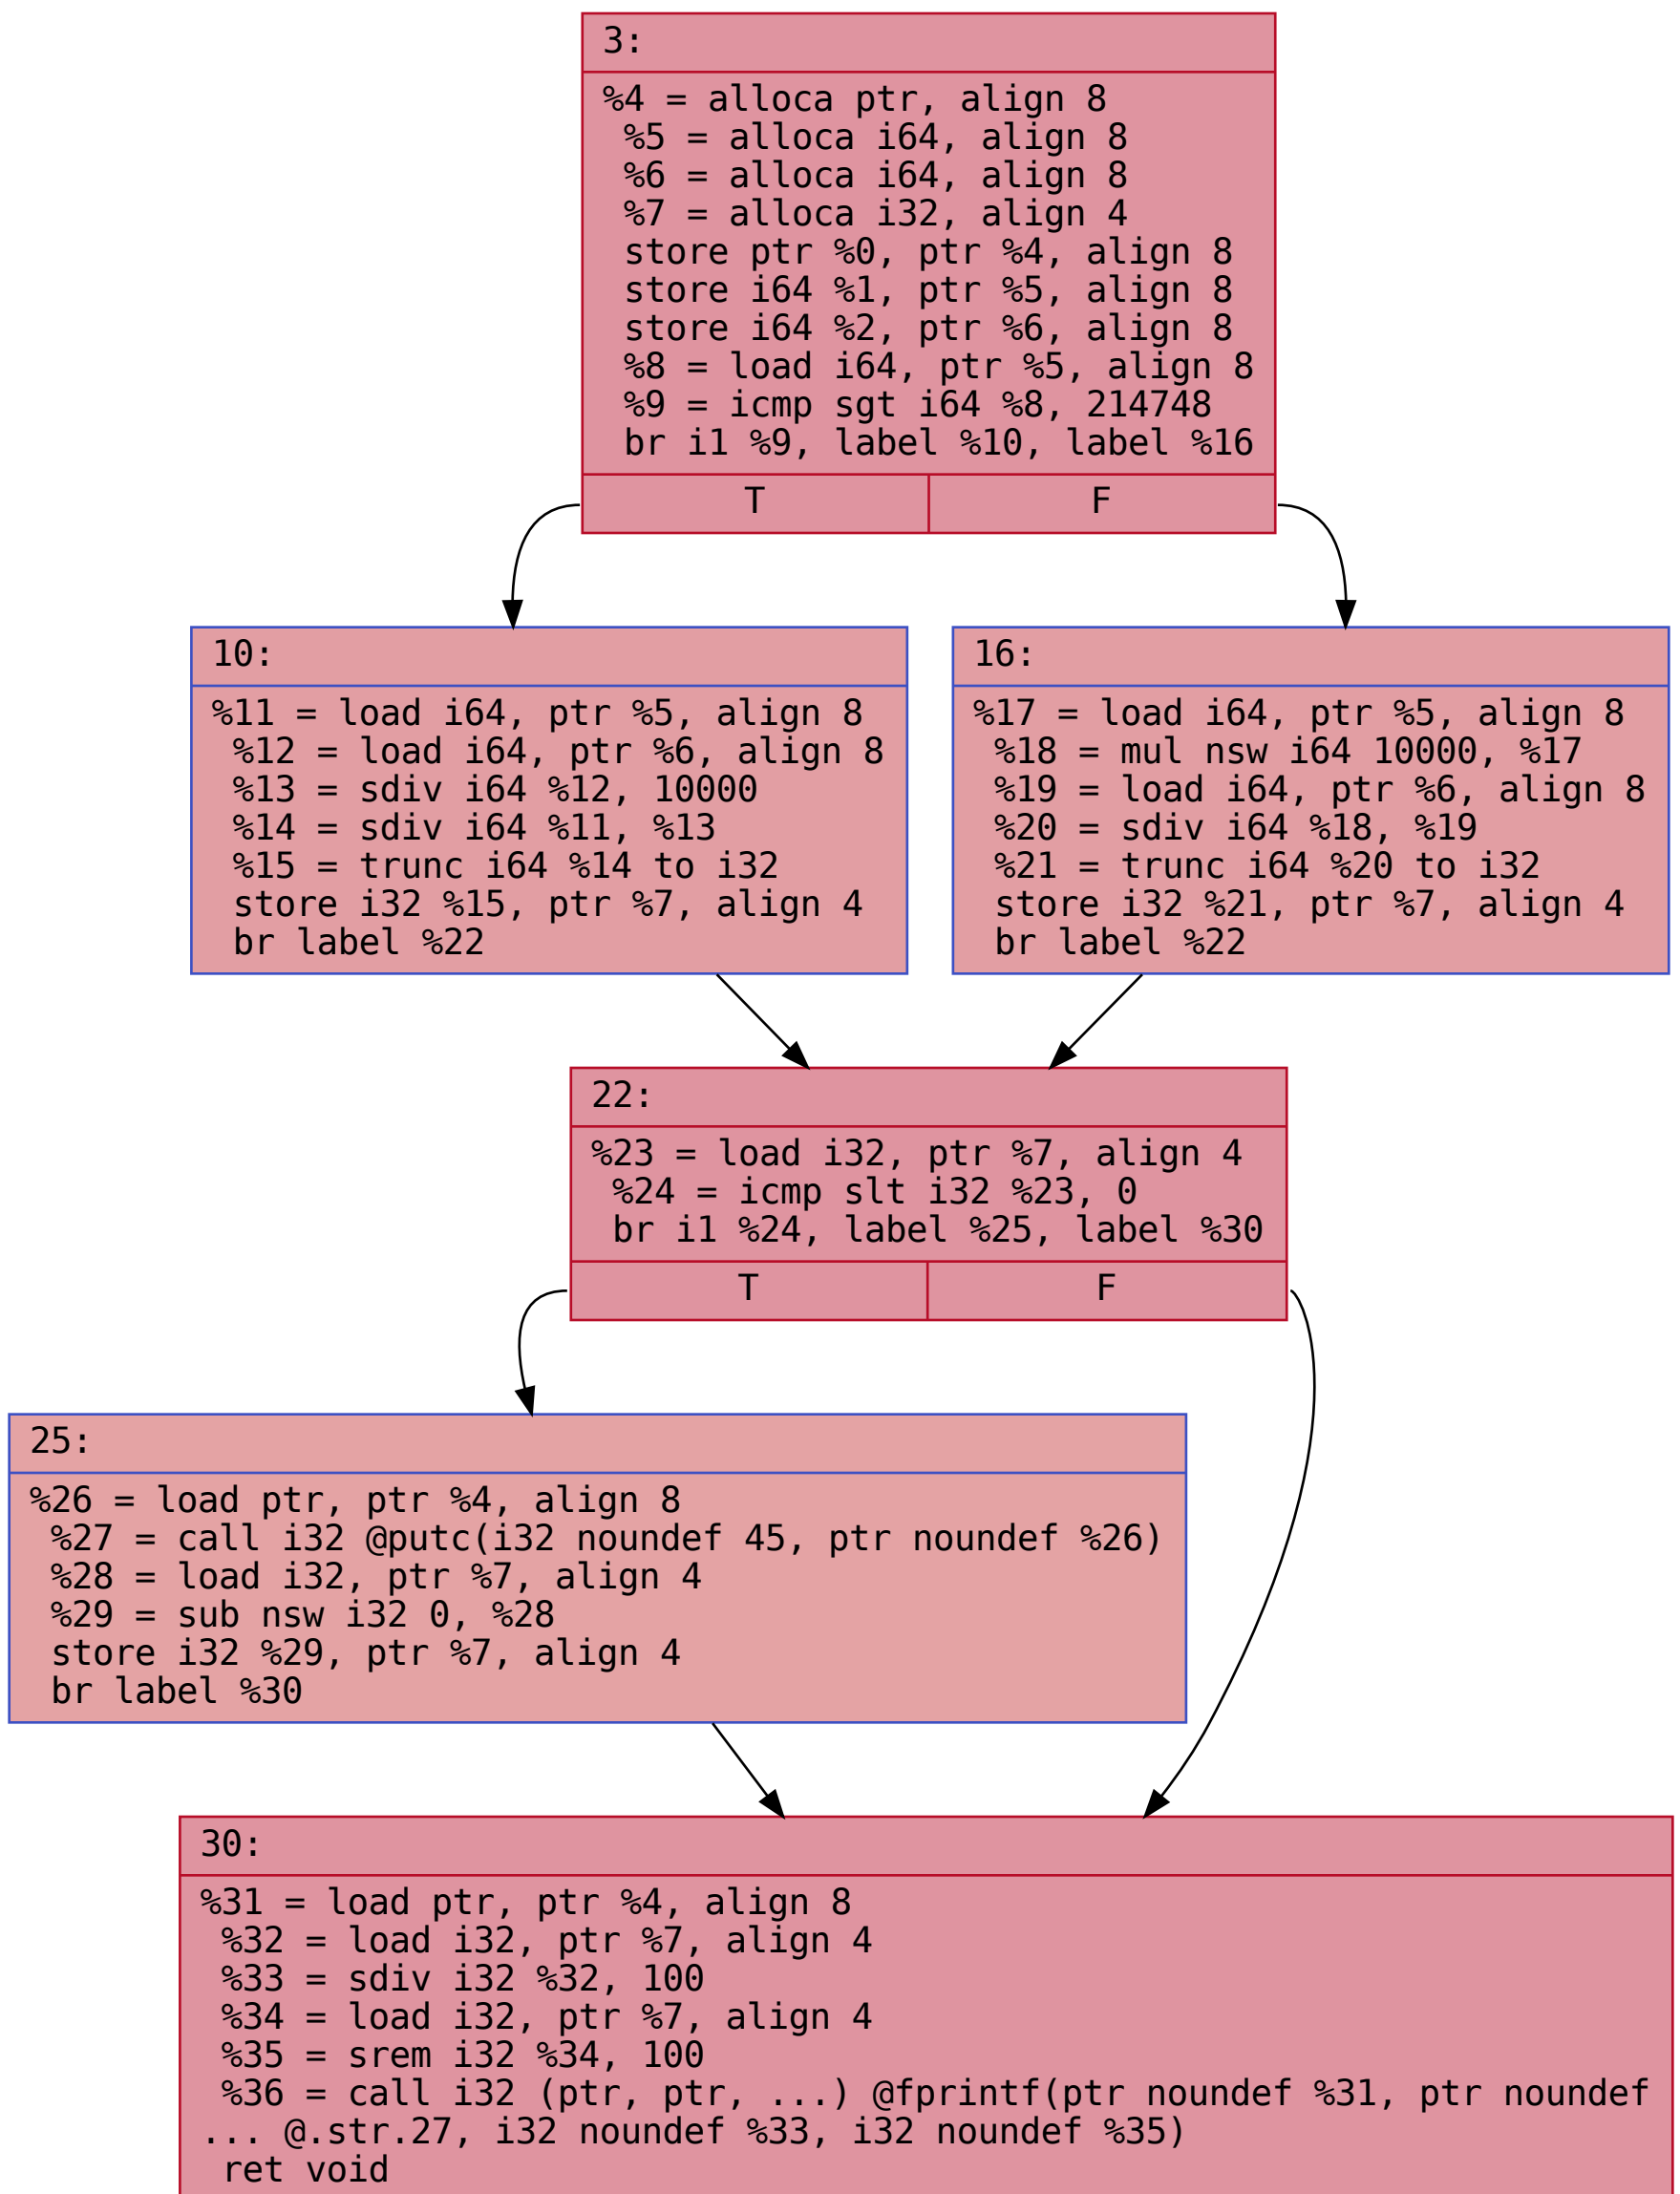 3:
%4 = alloca ptr, align 8
%5 = alloca i64, align 8
%6 = alloca i64, align 8
%7 = alloca i32, align 4
store ptr %0, ptr %4, align 8
store i64 %1, ptr %5, align 8
store i64 %2, ptr %6, align 8
%8 = load i64, ptr %5, align 8
%9 = icmp sgt i64 %8, 214748
br i1 %9, label %10, label %16
T
F
10:
%11 = load i64, ptr %5, align 8
%12 = load i64, ptr %6, align 8
%13 = sdiv i64 %12, 10000
%14 = sdiv i64 %11, %13
%15 = trunc i64 %14 to i32
store i32 %15, ptr %7, align 4
br label %22
16:
%17 = load i64, ptr %5, align 8
%18 = mul nsw i64 10000, %17
%19 = load i64, ptr %6, align 8
%20 = sdiv i64 %18, %19
%21 = trunc i64 %20 to i32
store i32 %21, ptr %7, align 4
br label %22
22:
%23 = load i32, ptr %7, align 4
%24 = icmp slt i32 %23, 0
br i1 %24, label %25, label %30
T
F
25:
%26 = load ptr, ptr %4, align 8
%27 = call i32 @putc(i32 noundef 45, ptr noundef %26)
%28 = load i32, ptr %7, align 4
%29 = sub nsw i32 0, %28
store i32 %29, ptr %7, align 4
br label %30
30:
%31 = load ptr, ptr %4, align 8
%32 = load i32, ptr %7, align 4
%33 = sdiv i32 %32, 100
%34 = load i32, ptr %7, align 4
%35 = srem i32 %34, 100
%36 = call i32 (ptr, ptr, ...) @fprintf(ptr noundef %31, ptr noundef
... @.str.27, i32 noundef %33, i32 noundef %35)
ret void